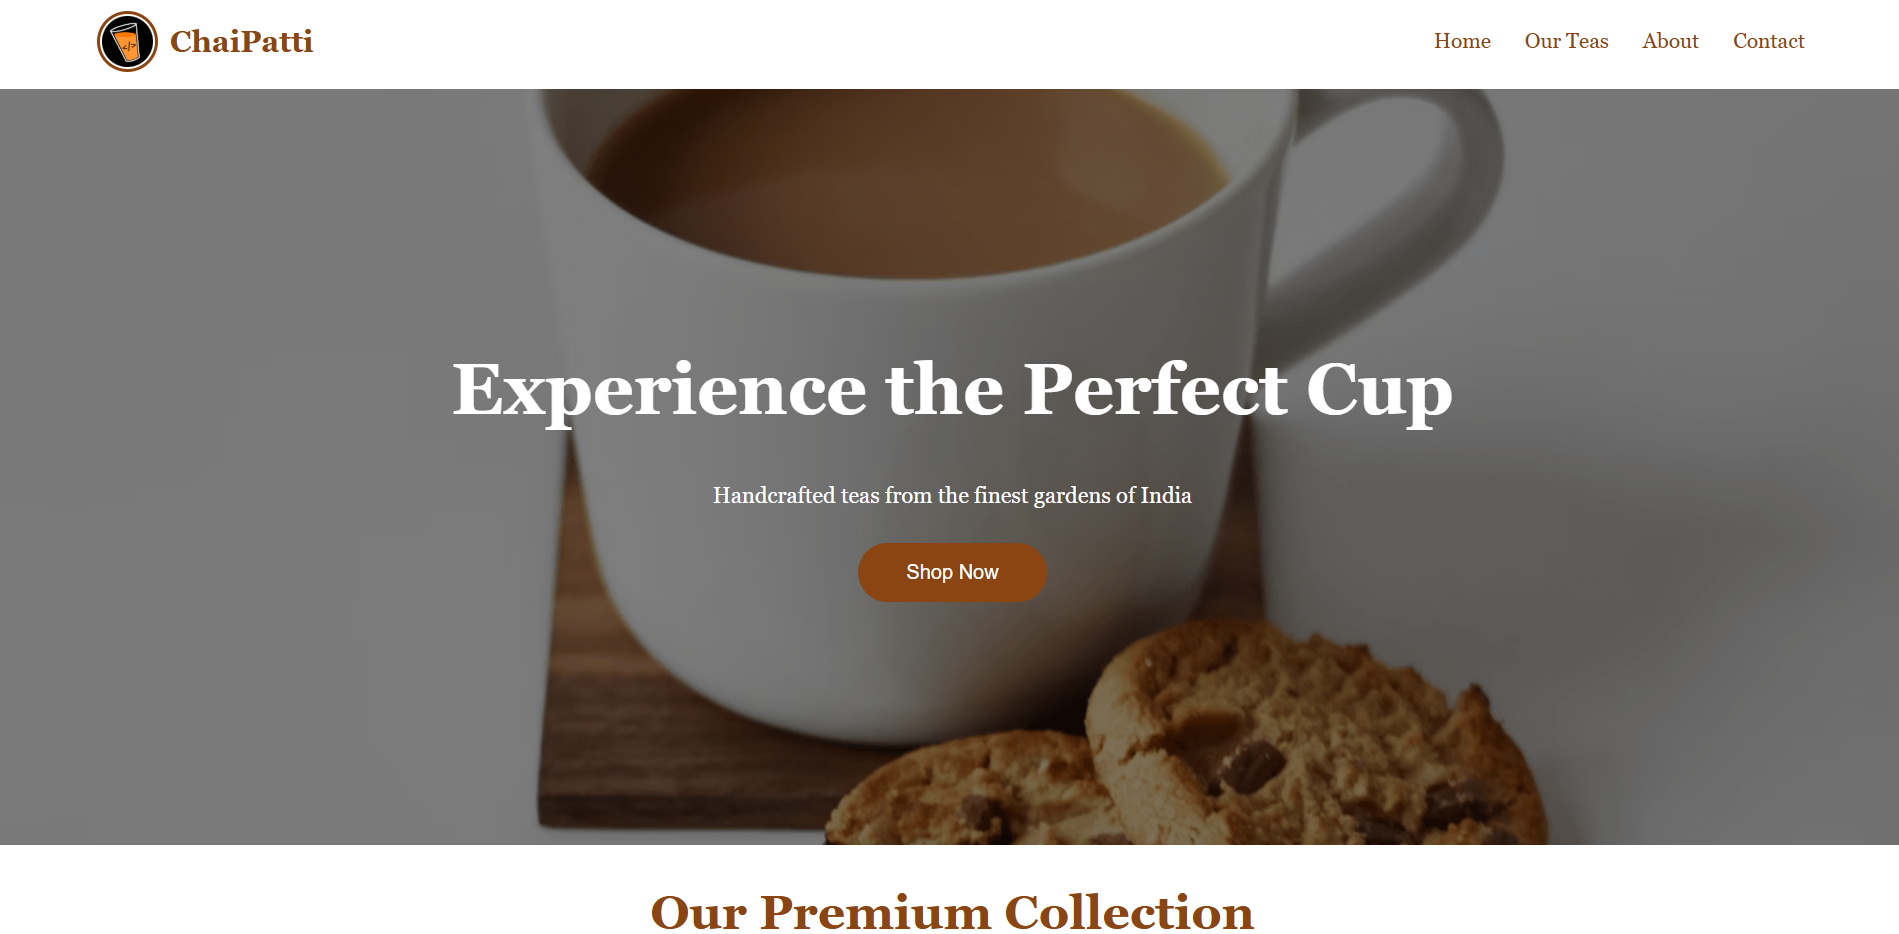 </>
ChaiPatti
Home Our Teas About Contact
Experience the Perfect Cup
Handcrafted teas from the finest gardens of India
Shop Now
Our Premium Collection